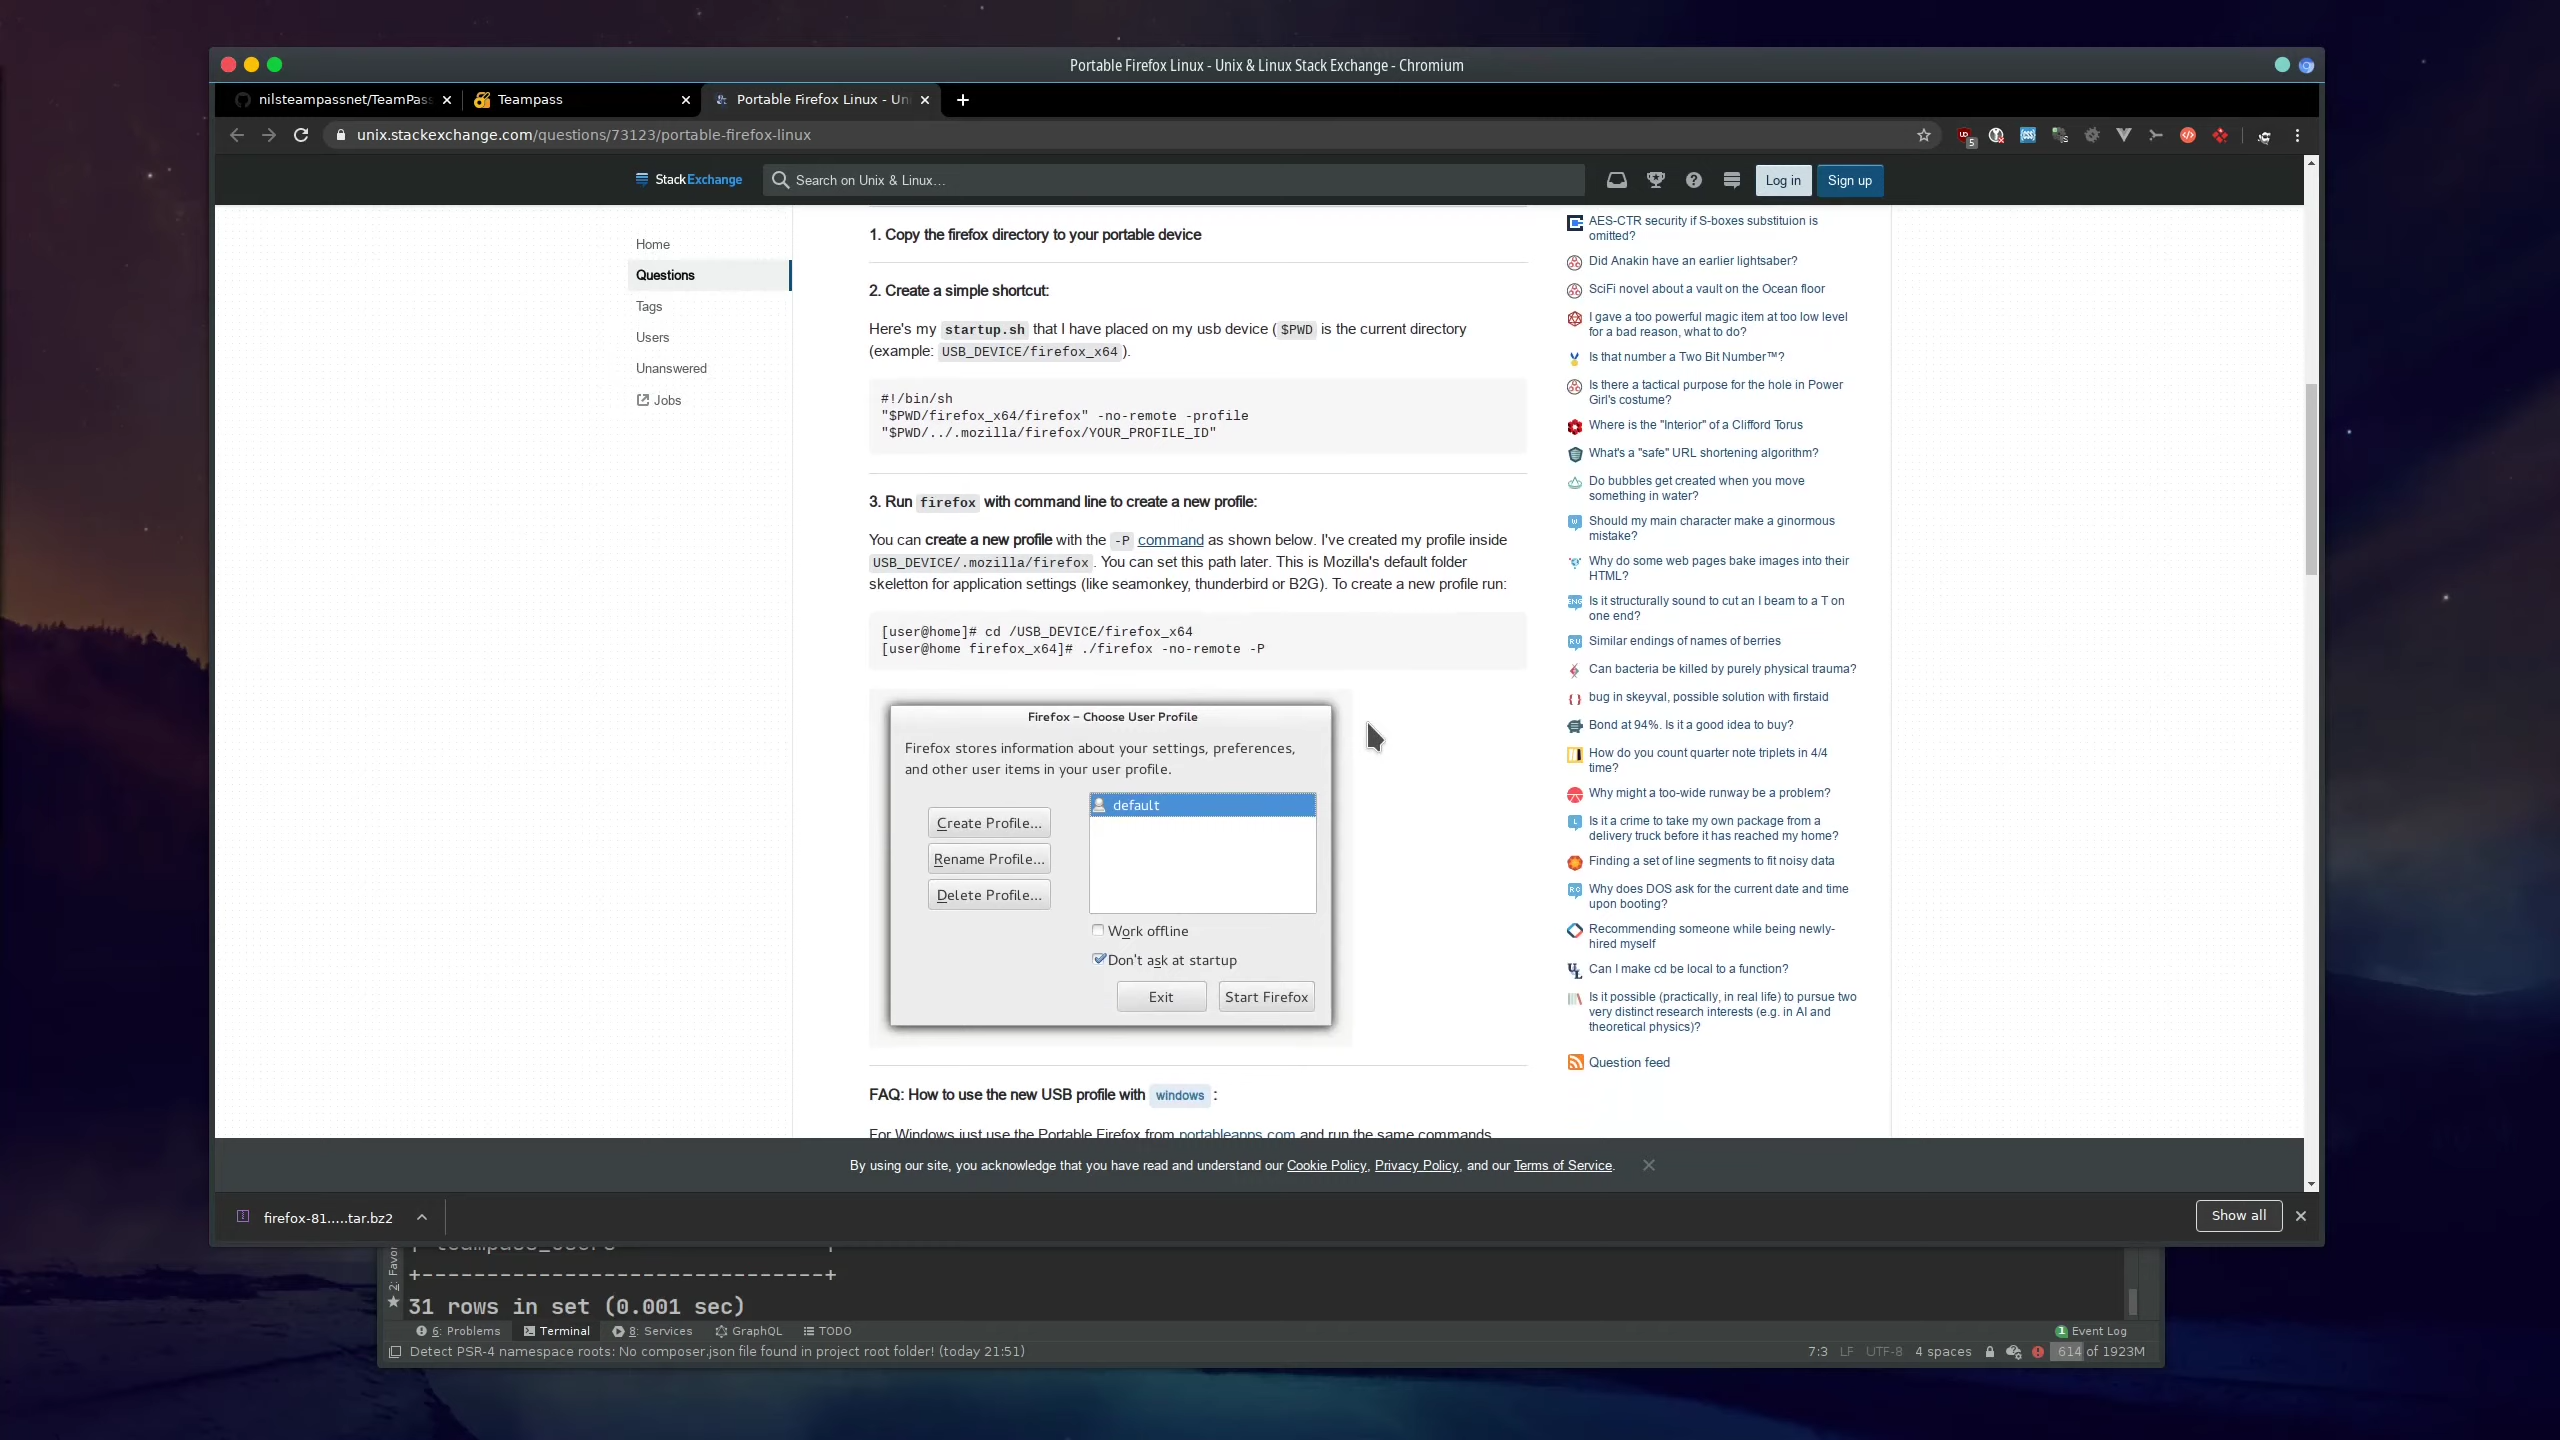 Portable Firefox Linux - Unix & Linux Stack Exchange - Chromium
nilsteampassnet/TeamPass
Teampass
Portable Firefox Linux - Uni
unix.stackexchange.com/questions/73123/portable-firefox-linux
5
StackExchange
Search on Unix & Linux…
Log in
Sign up
Home
Questions
Tags
Users
Unanswered
Jobs
1. Copy the firefox directory to your portable device
2. Create a simple shortcut:
Here's my startup.sh that I have placed on my usb device ( $PWD is the current directory
(example: USB_DEVICE/firefox_x64 ).
#!/bin/sh
"$PWD/firefox_x64/firefox" -no-remote -profile
"$PWD/../.mozilla/firefox/YOUR_PROFILE_ID"
3. Run firefox with command line to create a new profile:
You can create a new profile with the -P command as shown below. I've created my profile inside
USB_DEVICE/.mozilla/firefox . You can set this path later. This is Mozilla's default folder
skeletton for application settings (like seamonkey, thunderbird or B2G). To create a new profile run:
[user@home]# cd /USB_DEVICE/firefox_x64
[user@home firefox_x64]# ./firefox -no-remote -P
Firefox – Choose User Profile
Firefox stores information about your settings, preferences,
and other user items in your user profile.
default
Create Profile...
Rename Profile...
Delete Profile...
Work offline
Don't ask at startup
Exit
Start Firefox
FAQ: How to use the new USB profile with windows :
For Windows just use the Portable Firefox from portableapps.com and run the same commands
AES-CTR security if S-boxes substituion is
omitted?
Did Anakin have an earlier lightsaber?
SciFi novel about a vault on the Ocean floor
I gave a too powerful magic item at too low level
for a bad reason, what to do?
Is that number a Two Bit Number™?
Is there a tactical purpose for the hole in Power
Girl's costume?
Where is the "Interior" of a Clifford Torus
What's a "safe" URL shortening algorithm?
Do bubbles get created when you move
something in water?
Should my main character make a ginormous
mistake?
Why do some web pages bake images into their
HTML?
Is it structurally sound to cut an I beam to a T on
one end?
Similar endings of names of berries
Can bacteria be killed by purely physical trauma?
bug in skeyval, possible solution with firstaid
Bond at 94%. Is it a good idea to buy?
How do you count quarter note triplets in 4/4
time?
Why might a too-wide runway be a problem?
Is it a crime to take my own package from a
delivery truck before it has reached my home?
Finding a set of line segments to fit noisy data
Why does DOS ask for the current date and time
upon booting?
Recommending someone while being newly-
hired myself
Can I make cd be local to a function?
Is it possible (practically, in real life) to pursue two
very distinct research interests (e.g. in AI and
theoretical physics)?
Question feed
By using our site, you acknowledge that you have read and understand our Cookie Policy, Privacy Policy, and our Terms of Service.
firefox-81.....tar.bz2
Show all
| teampass_users |
+--------------------------------+
31 rows in set (0.001 sec)
2: Favor
6: Problems
Terminal
8: Services
GraphQL
TODO
1 Event Log
Detect PSR-4 namespace roots: No composer.json file found in project root folder! (today 21:51)
7:3
LF
UTF-8
4 spaces
614 of 1923M